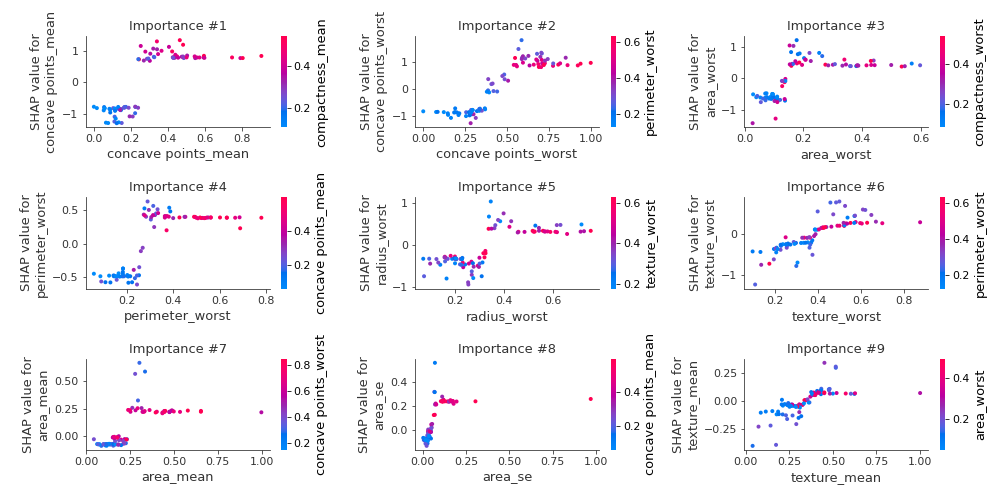 Importance #1
SHAP value for
concave points_mean
1
0
−1
0.0 0.2 0.4 0.6 0.8
concave points_mean
0.4
0.2
compactness_mean
Importance #2
SHAP value for
concave points_worst
1
0
−1
0.00 0.25 0.50 0.75 1.00
concave points_worst
0.6
0.4
0.2
perimeter_worst
Importance #3
SHAP value for
area_worst
1
0
−1
0.0 0.2 0.4 0.6
area_worst
0.4
0.2
compactness_mean
Importance #4
SHAP value for
perimeter_worst
0.5
0.0
−0.5
0.2 0.4 0.6 0.8
perimeter_worst
0.4
0.2
concave points_mean
Importance #5
SHAP value for
radius_worst
1
0
−1
0.2 0.4 0.6
radius_worst
0.6
0.4
0.2
texture_worst
Importance #6
SHAP value for
texture_worst
0
−1
0.2 0.4 0.6 0.8
texture_worst
0.6
0.4
0.2
perimeter_worst
Importance #7
SHAP value for
area_mean
0.50
0.25
0.00
0.00 0.25 0.50 0.75 1.00
area_mean
0.8
0.6
0.4
0.2
concave points_worst
Importance #8
SHAP value for
area_se
0.4
0.2
0.0
0.00 0.25 0.50 0.75 1.00
area_se
0.4
0.2
concave points_mean
Importance #9
SHAP value for
texture_mean
0.25
0.00
−0.25
0.00 0.25 0.50 0.75 1.00
texture_mean
0.4
0.2
area_worst